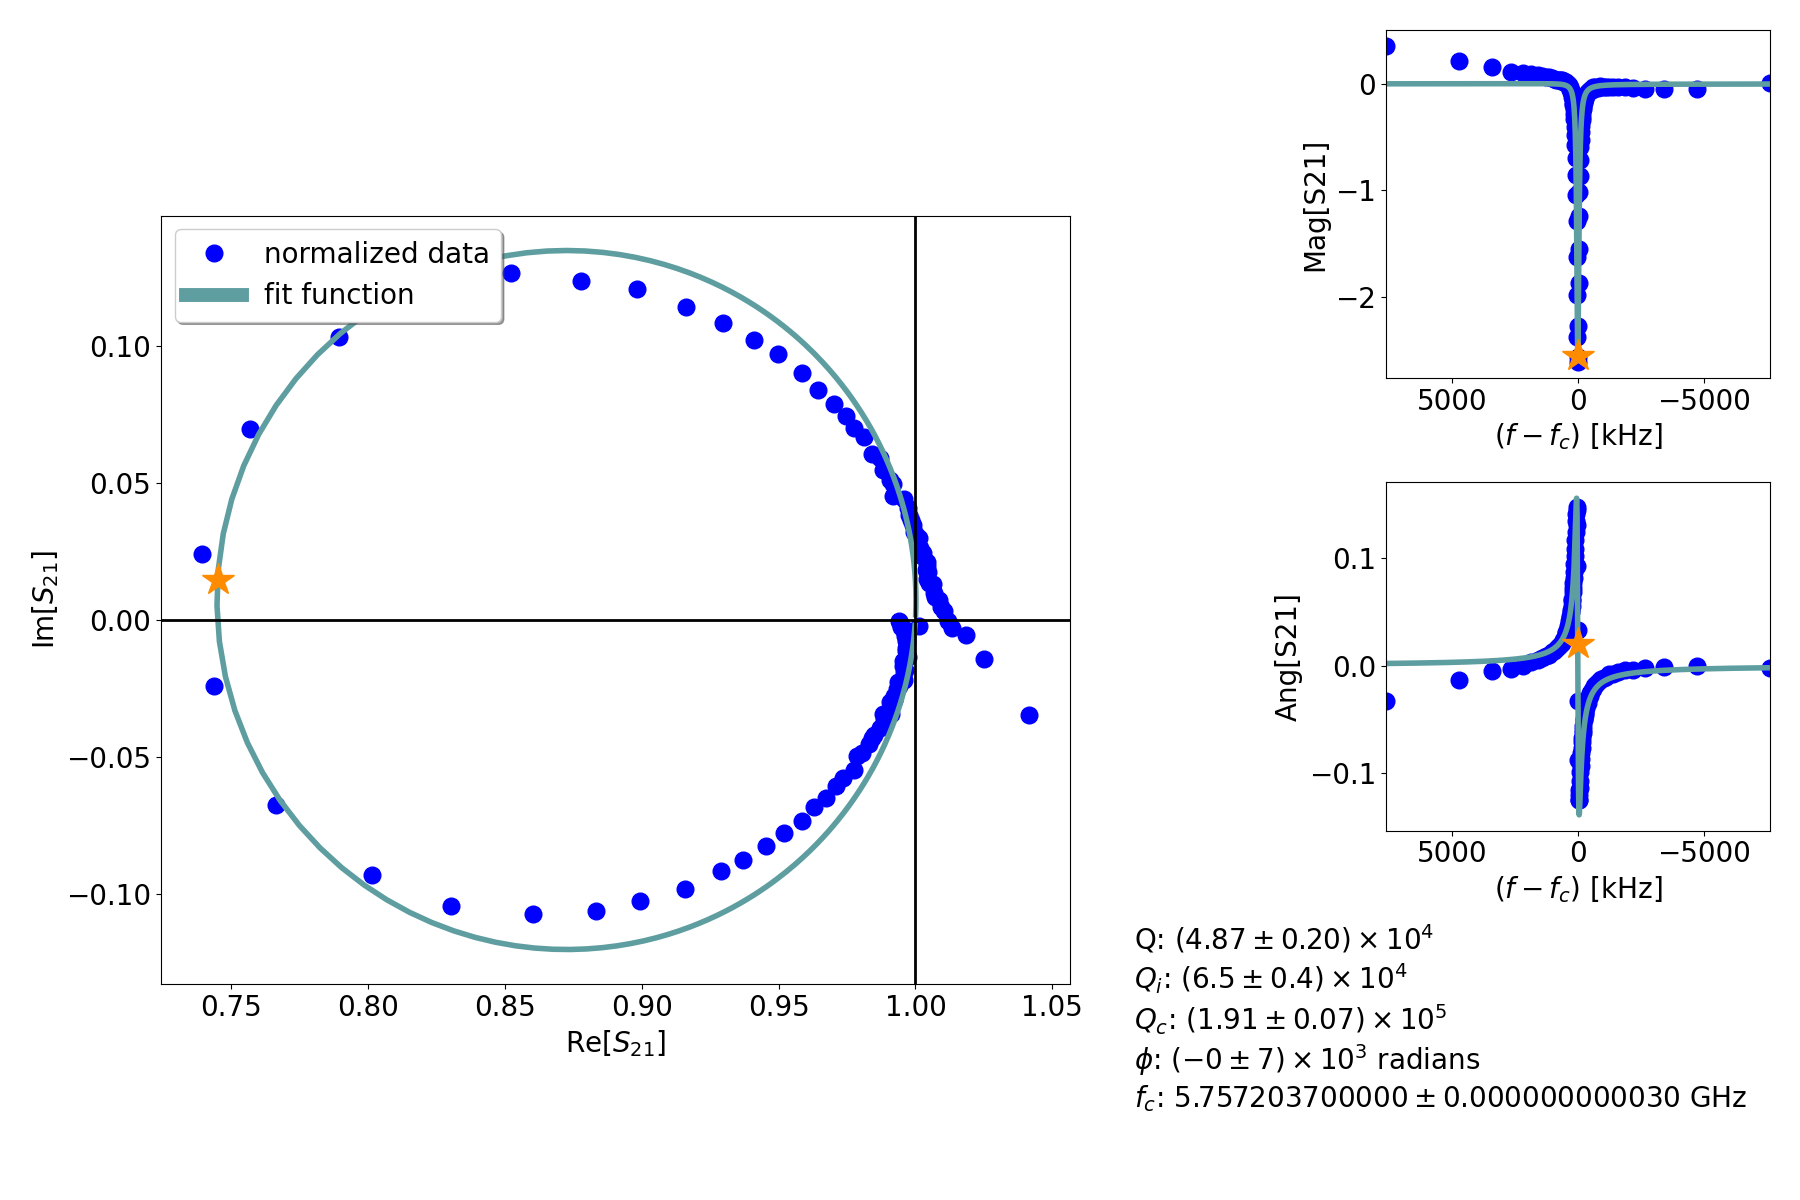 normalized data
fit function
0.10
0.05
0.00
−0.05
−0.10
Im[S21]
0.75
0.80
0.85
0.90
0.95
1.00
1.05
Re[S21]
0
−1
−2
Mag[S21]
5000
0
−5000
(f − fc) [kHz]
0.1
0.0
−0.1
Ang[S21]
5000
0
−5000
(f − fc) [kHz]
Q: (4.87 ± 0.20) × 10^4
Qi: (6.5 ± 0.4) × 10^4
Qc: (1.91 ± 0.07) × 10^5
ϕ: (−0 ± 7) × 10^3 radians
fc: 5.757203700000 ± 0.000000000030 GHz